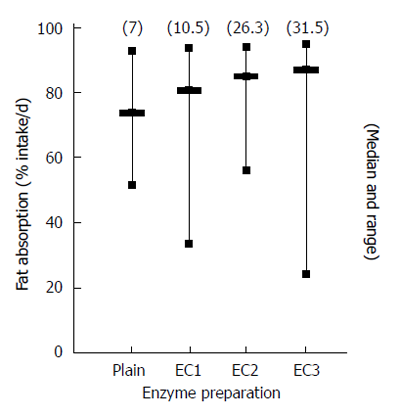 100
(7) (10.5) (26.3) (31.5)
80
60
40
20
0
Fat absorption (% intake/d)
(Median and range)
Plain EC1 EC2 EC3
Enzyme preparation